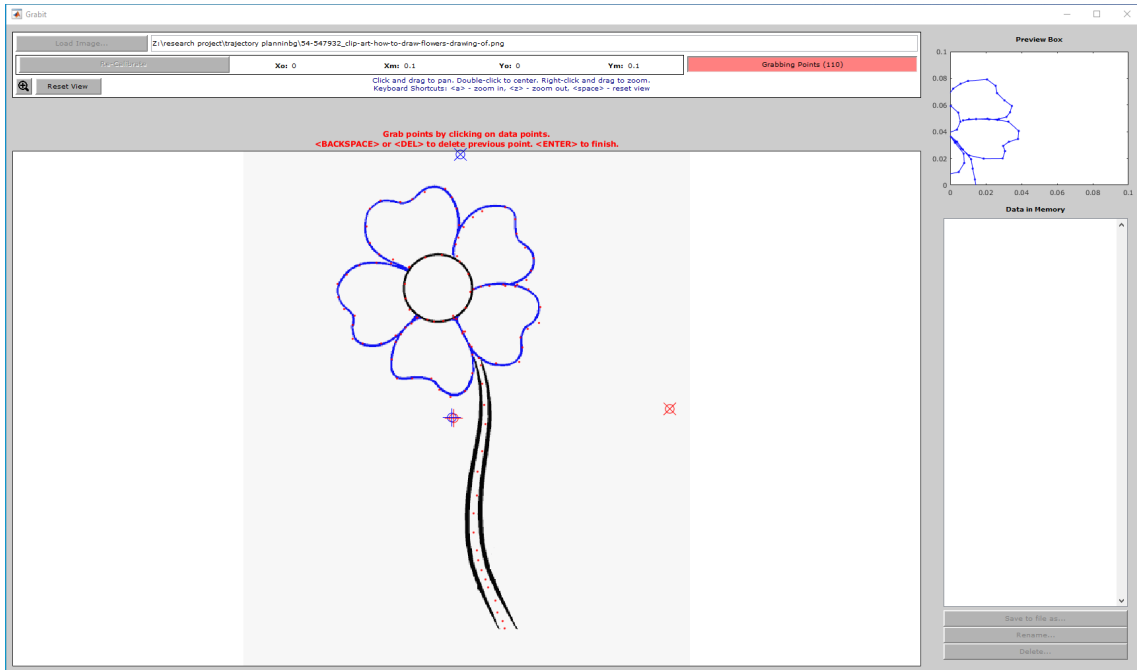 Grabit
Load Image...
Z:\research project\trajectory planninbg\54-547932_clip-art-how-to-draw-flowers-drawing-of.png
Re-Calibrate
Xo: 0
Xm: 0.1
Yo: 0
Ym: 0.1
Grabbing Points (110)
Reset View
Click and drag to pan. Double-click to center. Right-click and drag to zoom.
Keyboard Shortcuts: <a> - zoom in, <z> - zoom out, <space> - reset view
Grab points by clicking on data points.
<BACKSPACE> or <DEL> to delete previous point. <ENTER> to finish.
Preview Box
0.1
0.08
0.06
0.04
0.02
0
0 0.02 0.04 0.06 0.08 0.1
Data in Memory
Save to file as...
Rename...
Delete...